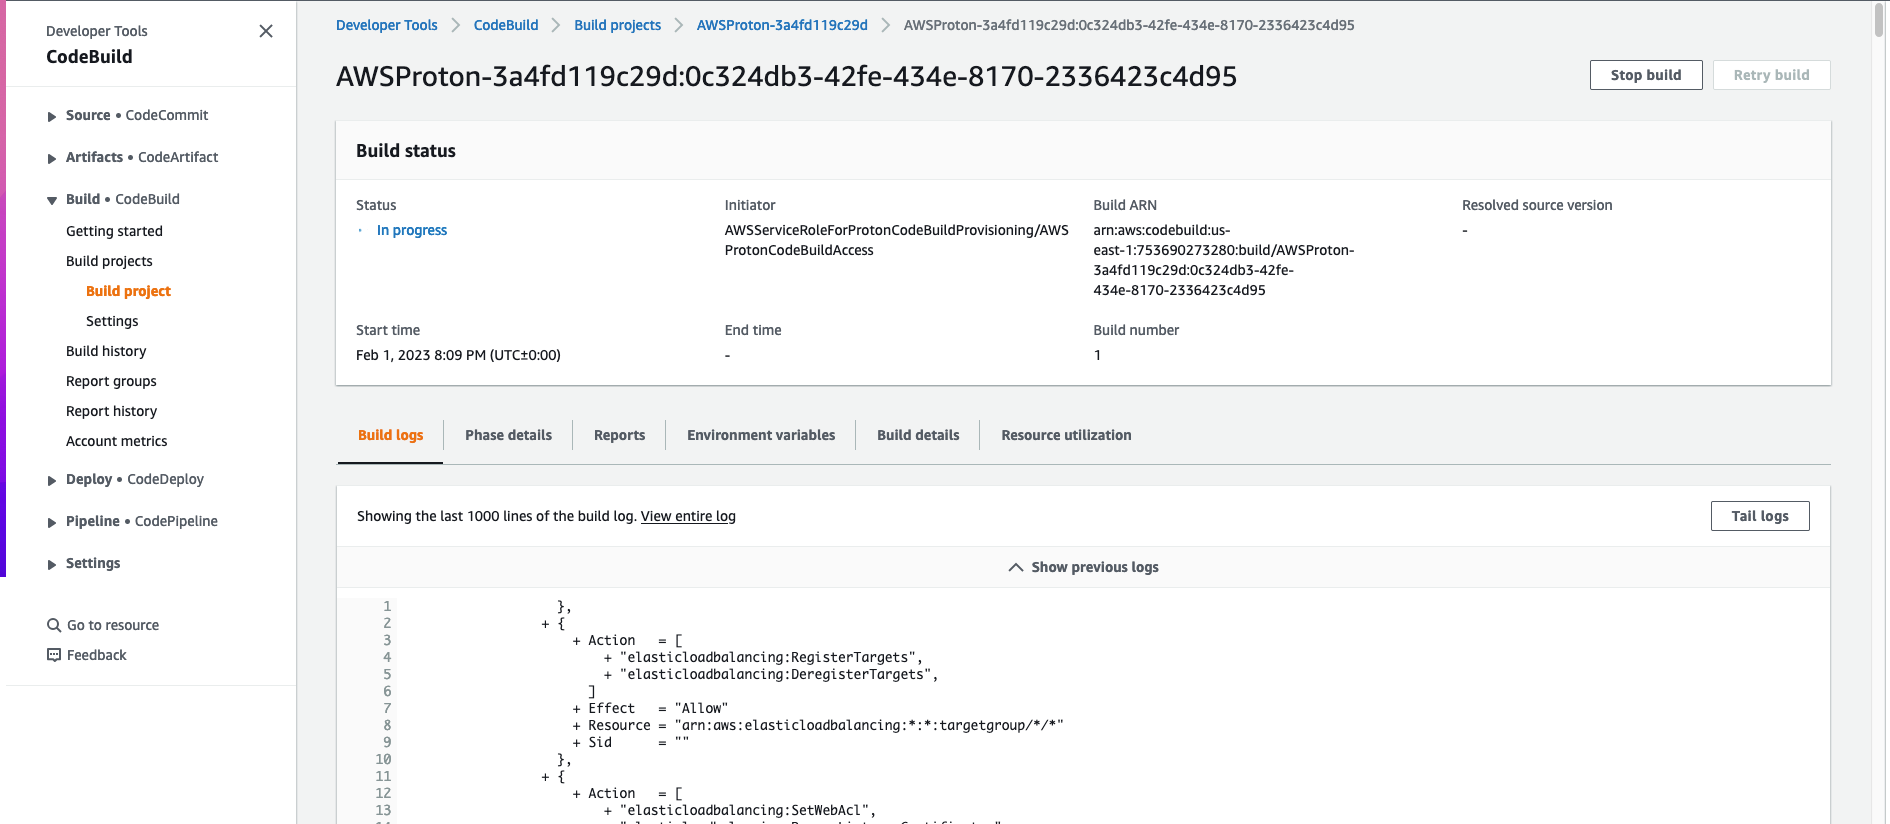 Developer Tools
CodeBuild
Source • CodeCommit
Artifacts • CodeArtifact
Build • CodeBuild
Getting started
Build projects
Build project
Settings
Build history
Report groups
Report history
Account metrics
Deploy • CodeDeploy
Pipeline • CodePipeline
Settings
Go to resource
Feedback
Developer Tools
CodeBuild
Build projects
AWSProton-3a4fd119c29d
AWSProton-3a4fd119c29d:0c324db3-42fe-434e-8170-2336423c4d95
AWSProton-3a4fd119c29d:0c324db3-42fe-434e-8170-2336423c4d95
Stop build
Retry build
Build status
Status
In progress
Initiator
AWSServiceRoleForProtonCodeBuildProvisioning/AWS
ProtonCodeBuildAccess
Build ARN
arn:aws:codebuild:us-
east-1:753690273280:build/AWSProton-
3a4fd119c29d:0c324db3-42fe-
434e-8170-2336423c4d95
Resolved source version
-
Start time
Feb 1, 2023 8:09 PM (UTC±0:00)
End time
-
Build number
1
Build logs
Phase details
Reports
Environment variables
Build details
Resource utilization
Showing the last 1000 lines of the build log. View entire log
Tail logs
Show previous logs
1 },
2 + {
3 + Action = [
4 + "elasticloadbalancing:RegisterTargets",
5 + "elasticloadbalancing:DeregisterTargets",
6 ]
7 + Effect = "Allow"
8 + Resource = "arn:aws:elasticloadbalancing:*:*:targetgroup/*/*"
9 + Sid = ""
10 },
11 + {
12 + Action = [
13 + "elasticloadbalancing:SetWebAcl",